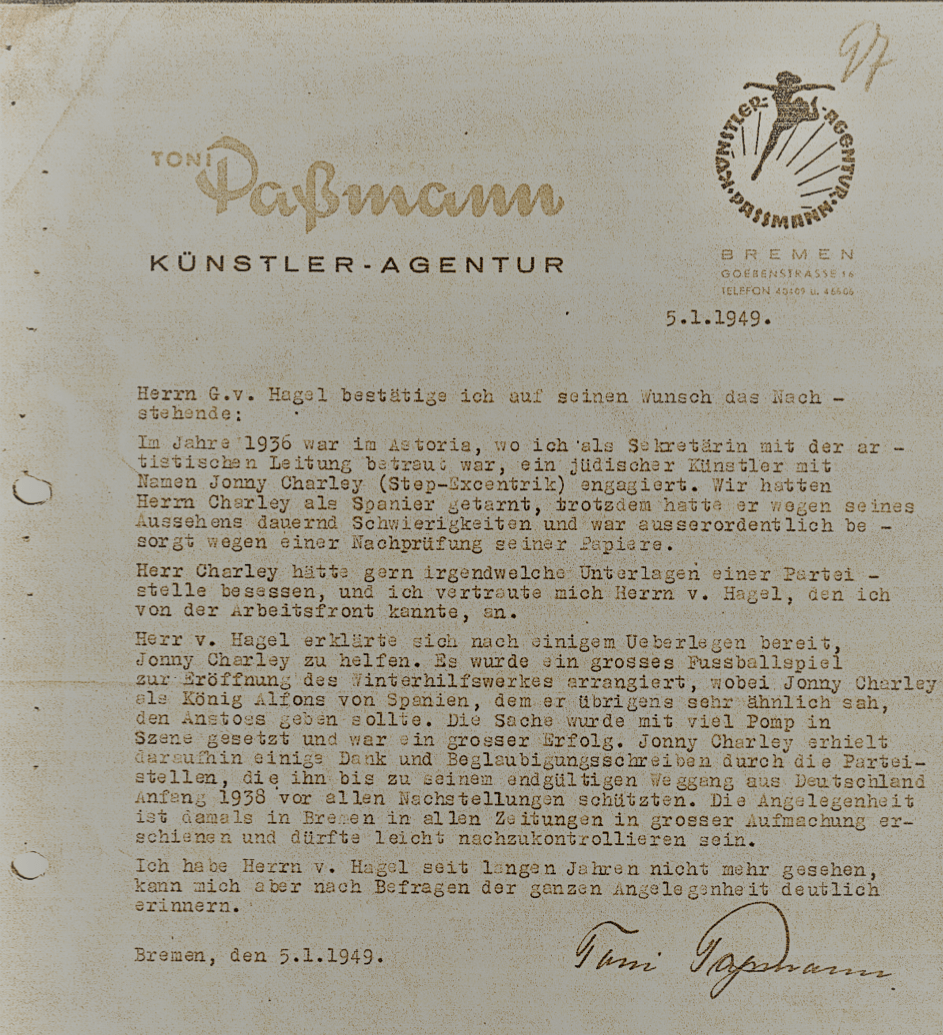 97
TONI
Paßmann
KÜNSTLER-AGENTUR
KÜNSTLER-AGENTUR·PASSMANN·
BREMEN
GOEBENSTRASSE 16
TELEFON 40409 u. 46606
5.1.1949.
Herrn G.v. Hagel bestätige ich auf seinen Wunsch das Nach -
stehende:
Im Jahre 1936 war im Astoria, wo ich als Sekretärin mit der ar -
tistischen Leitung betraut war, ein jüdischer Künstler mit
Namen Jonny Charley (Step-Excentrik) engagiert. Wir hatten
Herrn Charley als Spanier getarnt, trotzdem hatte er wegen seines
Aussehens dauernd Schwierigkeiten und war ausserordentlich be -
sorgt wegen einer Nachprüfung seiner Papiere.
Herr Charley hätte gern irgendwelche Unterlagen einer Partei -
stelle besessen, und ich vertraute mich Herrn v. Hagel, den ich
von der Arbeitsfront kannte, an.
Herr v. Hagel erklärte sich nach einigem Ueberlegen bereit,
Jonny Charley zu helfen. Es wurde ein grosses Fussballspiel
zur Eröffnung des Winterhilfswerkes arrangiert, wobei Jonny Charley
als König Alfons von Spanien, dem er übrigens sehr ähnlich sah,
den Anstoss geben sollte. Die Sache wurde mit viel Pomp in
Szene gesetzt und war ein grosser Erfolg. Jonny Charley erhielt
daraufhin einige Dank und Beglaubigungsschreiben durch die Partei-
stellen, die ihn bis zu seinem endgültigen Weggang aus Deutschland
Anfang 1938 vor allen Nachstellungen schützten. Die Angelegenheit
ist damals in Bremen in allen Zeitungen in grosser Aufmachung er-
schienen und dürfte leicht nachzukontrollieren sein.
Ich habe Herrn v. Hagel seit langen Jahren nicht mehr gesehen,
kann mich aber nach Befragen der ganzen Angelegenheit deutlich
erinnern.
Bremen, den 5.1.1949.
Toni Paßmann